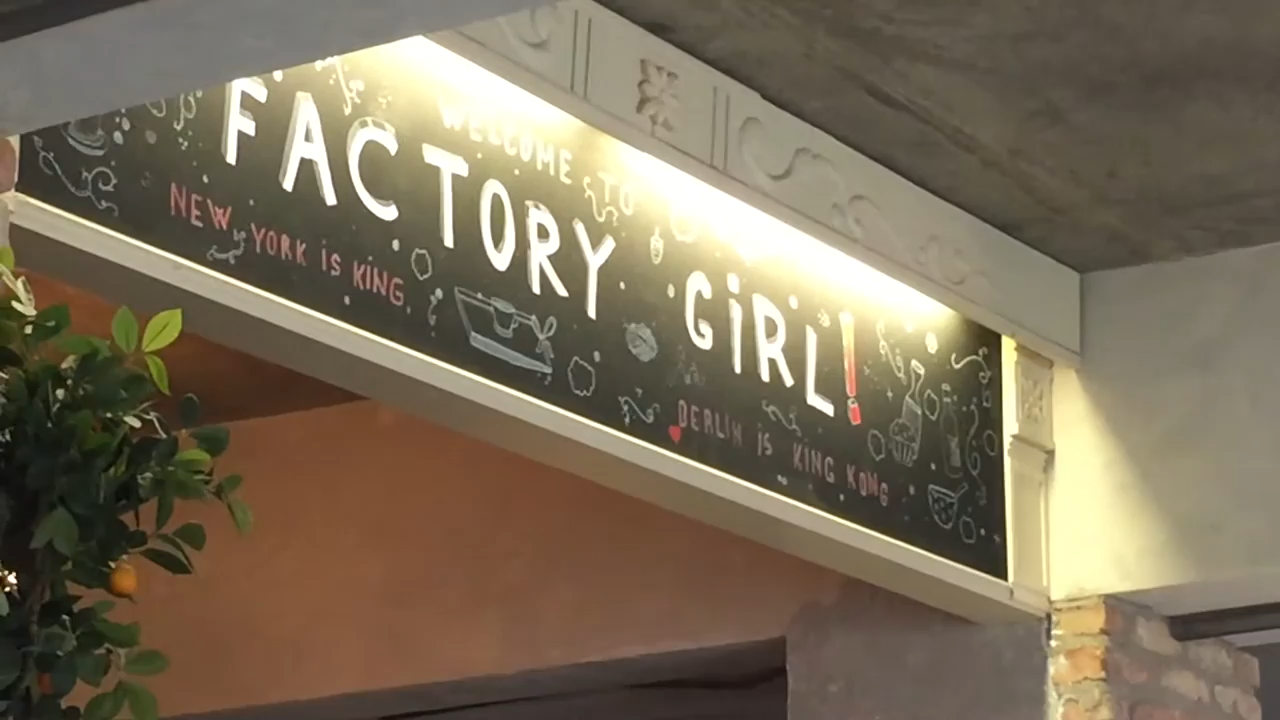 WELCOME TO
FACTORY GiRL!
NEW YORK iS KiNG
BERLIN iS KING KONG